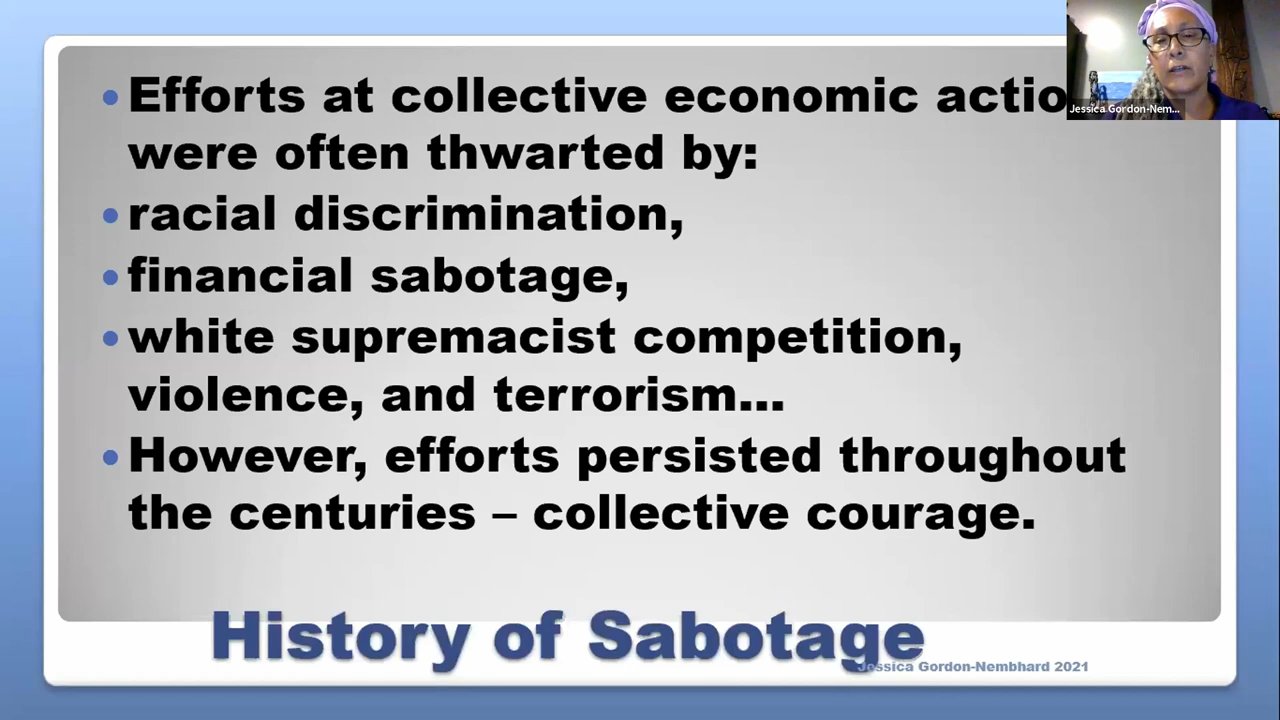 Efforts at collective economic actio
were often thwarted by:
racial discrimination,
financial sabotage,
white supremacist competition,
violence, and terrorism...
However, efforts persisted throughout
the centuries – collective courage.
History of Sabotage
Jessica Gordon-Nembhard 2021
Jessica Gordon-Nem...